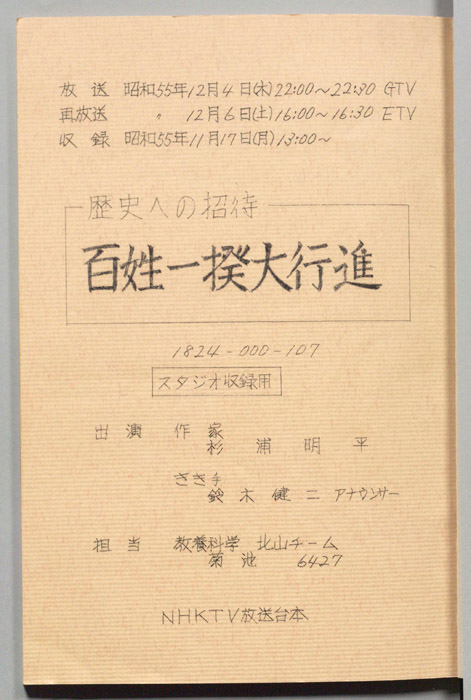 放送 昭和55年12月4日(木)22:00~22:30 GTV
再放送 〃 12月6日(土)16:00~16:30 ETV
収録 昭和55年11月17日(月)13:00~
歴史への招待
百姓一揆大行進
1824-000-107
スタジオ収録用
出演 作家
杉浦明平
きき手
鈴木健二 アナウンサー
担当 教養科学 北山チーム
菊池 6427
NHKTV放送台本